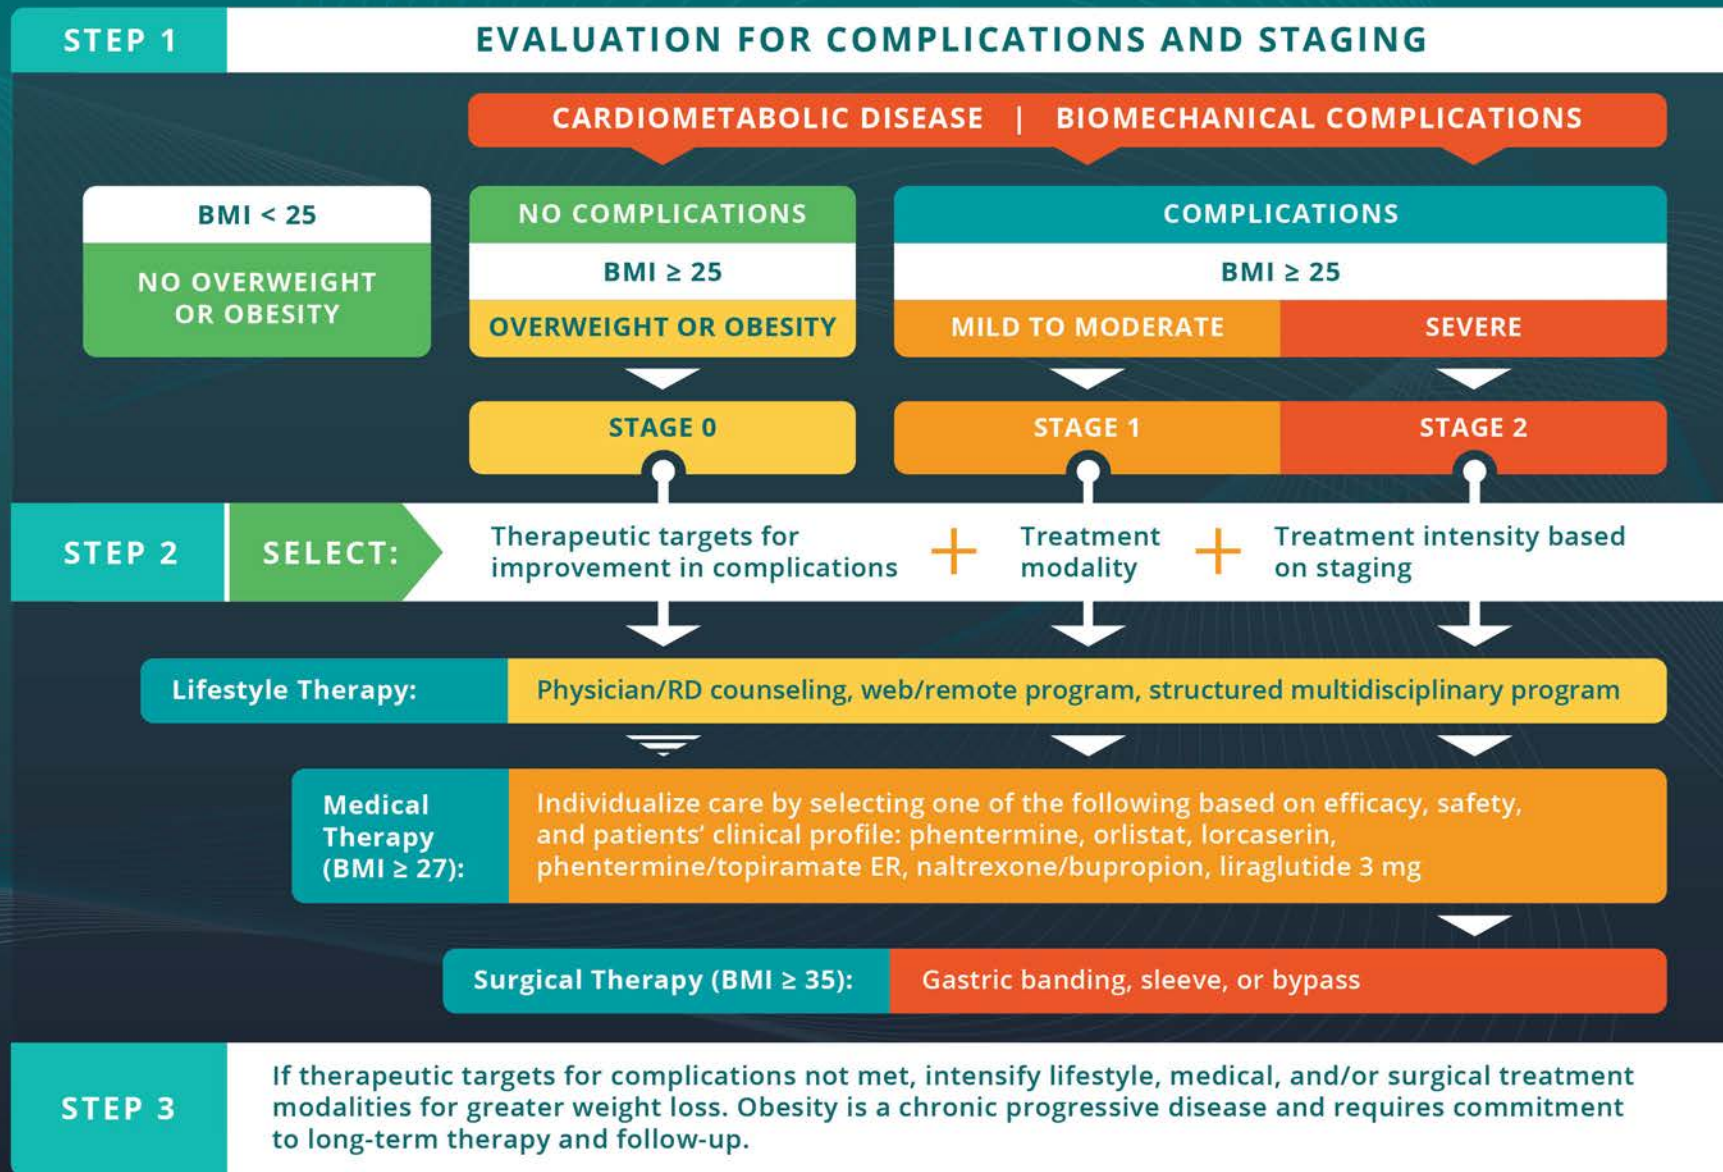 STEP 1
EVALUATION FOR COMPLICATIONS AND STAGING
CARDIOMETABOLIC DISEASE | BIOMECHANICAL COMPLICATIONS
BMI < 25
NO OVERWEIGHT
OR OBESITY
NO COMPLICATIONS
BMI ≥ 25
OVERWEIGHT OR OBESITY
COMPLICATIONS
BMI ≥ 25
MILD TO MODERATE
SEVERE
STAGE 0
STAGE 1
STAGE 2
STEP 2
SELECT:
Therapeutic targets for
improvement in complications
+
Treatment
modality
+
Treatment intensity based
on staging
Lifestyle Therapy:
Physician/RD counseling, web/remote program, structured multidisciplinary program
Medical
Therapy
(BMI ≥ 27):
Individualize care by selecting one of the following based on efficacy, safety,
and patients’ clinical profile: phentermine, orlistat, lorcaserin,
phentermine/topiramate ER, naltrexone/bupropion, liraglutide 3 mg
Surgical Therapy (BMI ≥ 35):
Gastric banding, sleeve, or bypass
STEP 3
If therapeutic targets for complications not met, intensify lifestyle, medical, and/or surgical treatment
modalities for greater weight loss. Obesity is a chronic progressive disease and requires commitment
to long-term therapy and follow-up.